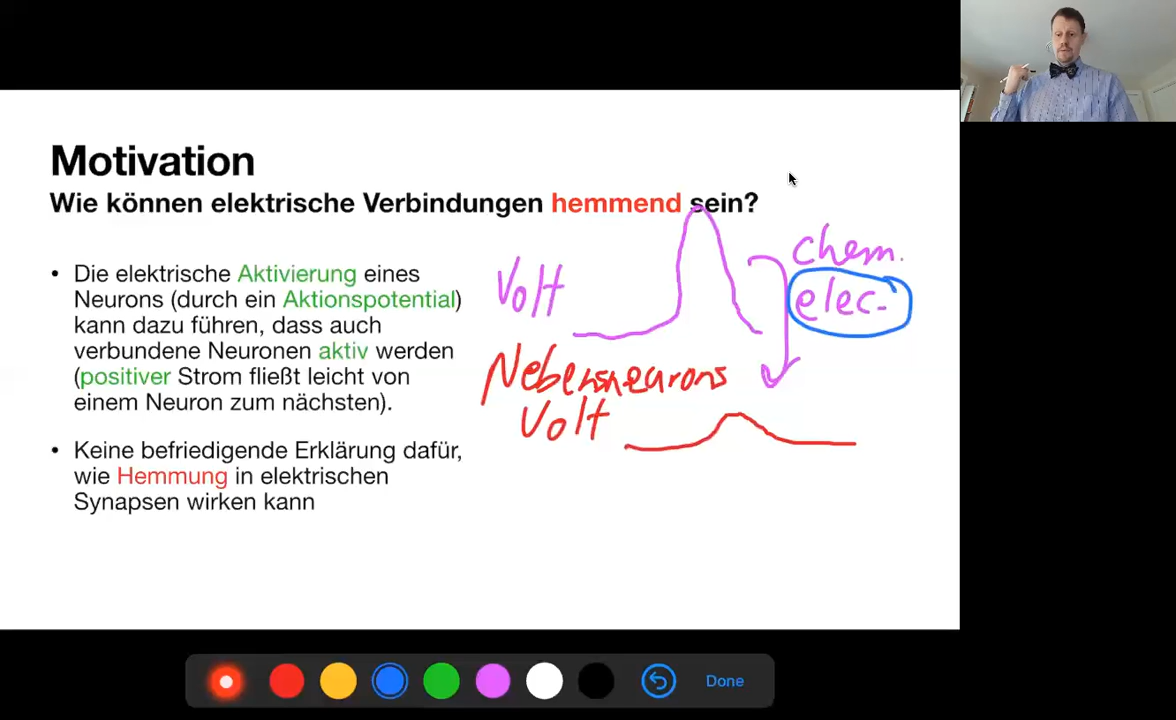 Motivation
Wie können elektrische Verbindungen hemmend sein?
• Die elektrische Aktivierung eines
Neurons (durch ein Aktionspotential)
kann dazu führen, dass auch
verbundene Neuronen aktiv werden
(positiver Strom fließt leicht von
einem Neuron zum nächsten).
• Keine befriedigende Erklärung dafür,
wie Hemmung in elektrischen
Synapsen wirken kann
Volt
chem.
elec.
Nebensneurons
Volt
Done